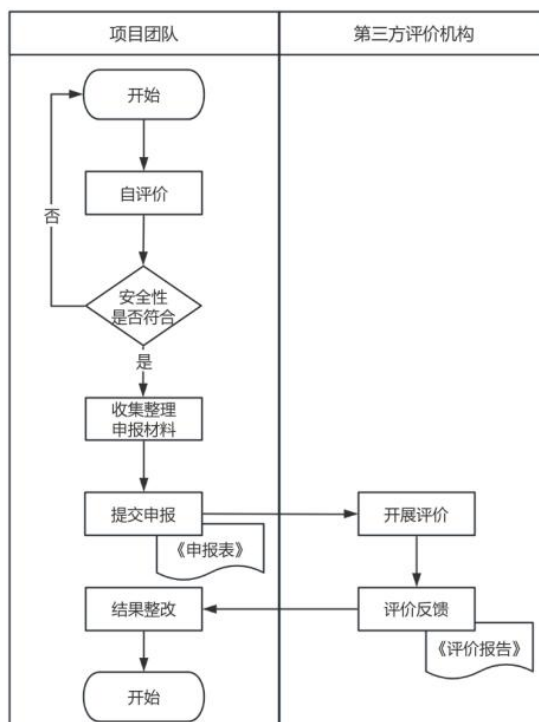 项目团队
第三方评价机构
开始
自评价
否
安全性
是否符合
是
收集整理
申报材料
提交申报
开展评价
《申报表》
结果整改
评价反馈
《评价报告》
开始